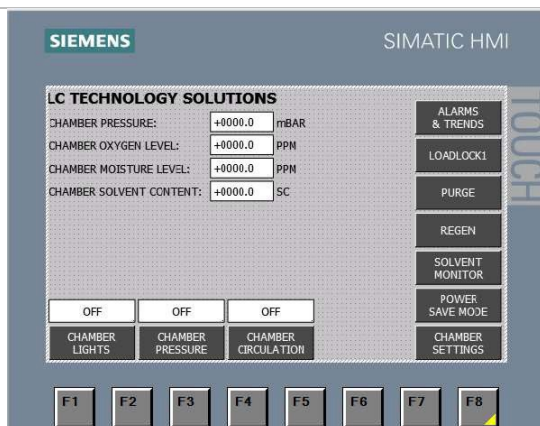 SIEMENS
SIMATIC HMI
TOUCH
LC TECHNOLOGY SOLUTIONS
CHAMBER PRESSURE: +0000.0 mBAR
CHAMBER OXYGEN LEVEL: +0000.0 PPM
CHAMBER MOISTURE LEVEL: +0000.0 PPM
CHAMBER SOLVENT CONTENT: +0000.0 SC
ALARMS
& TRENDS
LOADLOCK1
PURGE
REGEN
SOLVENT
MONITOR
POWER
SAVE MODE
CHAMBER
SETTINGS
OFF OFF OFF
CHAMBER
LIGHTS
CHAMBER
PRESSURE
CHAMBER
CIRCULATION
F1 F2 F3 F4 F5 F6 F7 F8